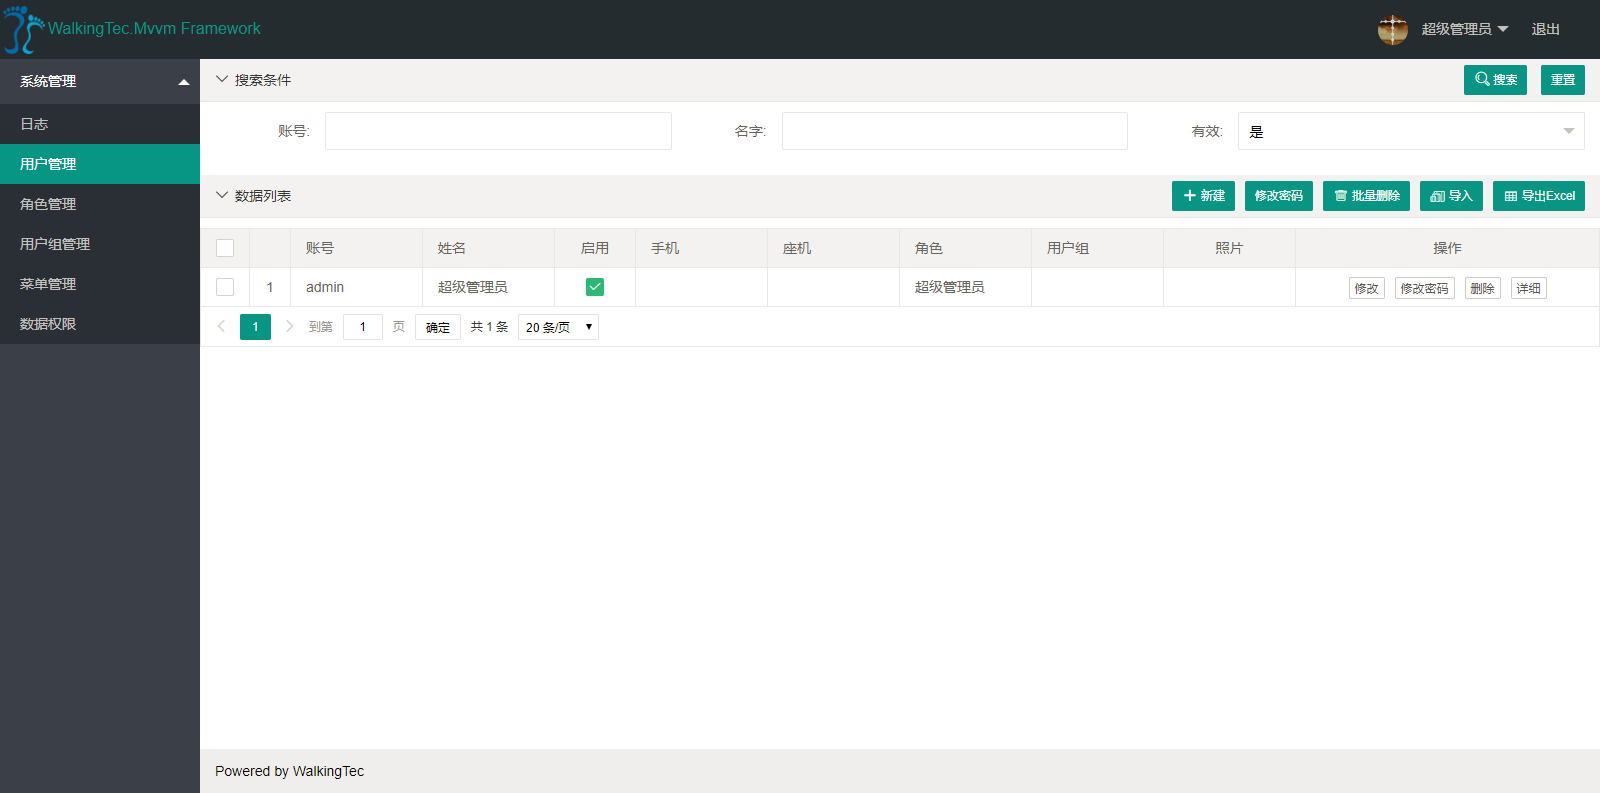 WalkingTec.Mvvm Framework
超级管理员
退出
系统管理
日志
用户管理
角色管理
用户组管理
菜单管理
数据权限
搜索条件
搜索
重置
账号:
名字:
有效:
是
数据列表
新建
修改密码
批量删除
导入
导出Excel
账号
姓名
启用
手机
座机
角色
用户组
照片
操作
1
admin
超级管理员
超级管理员
修改
修改密码
删除
详细
1
到第
1
页
确定
共 1 条
20 条/页
Powered by WalkingTec